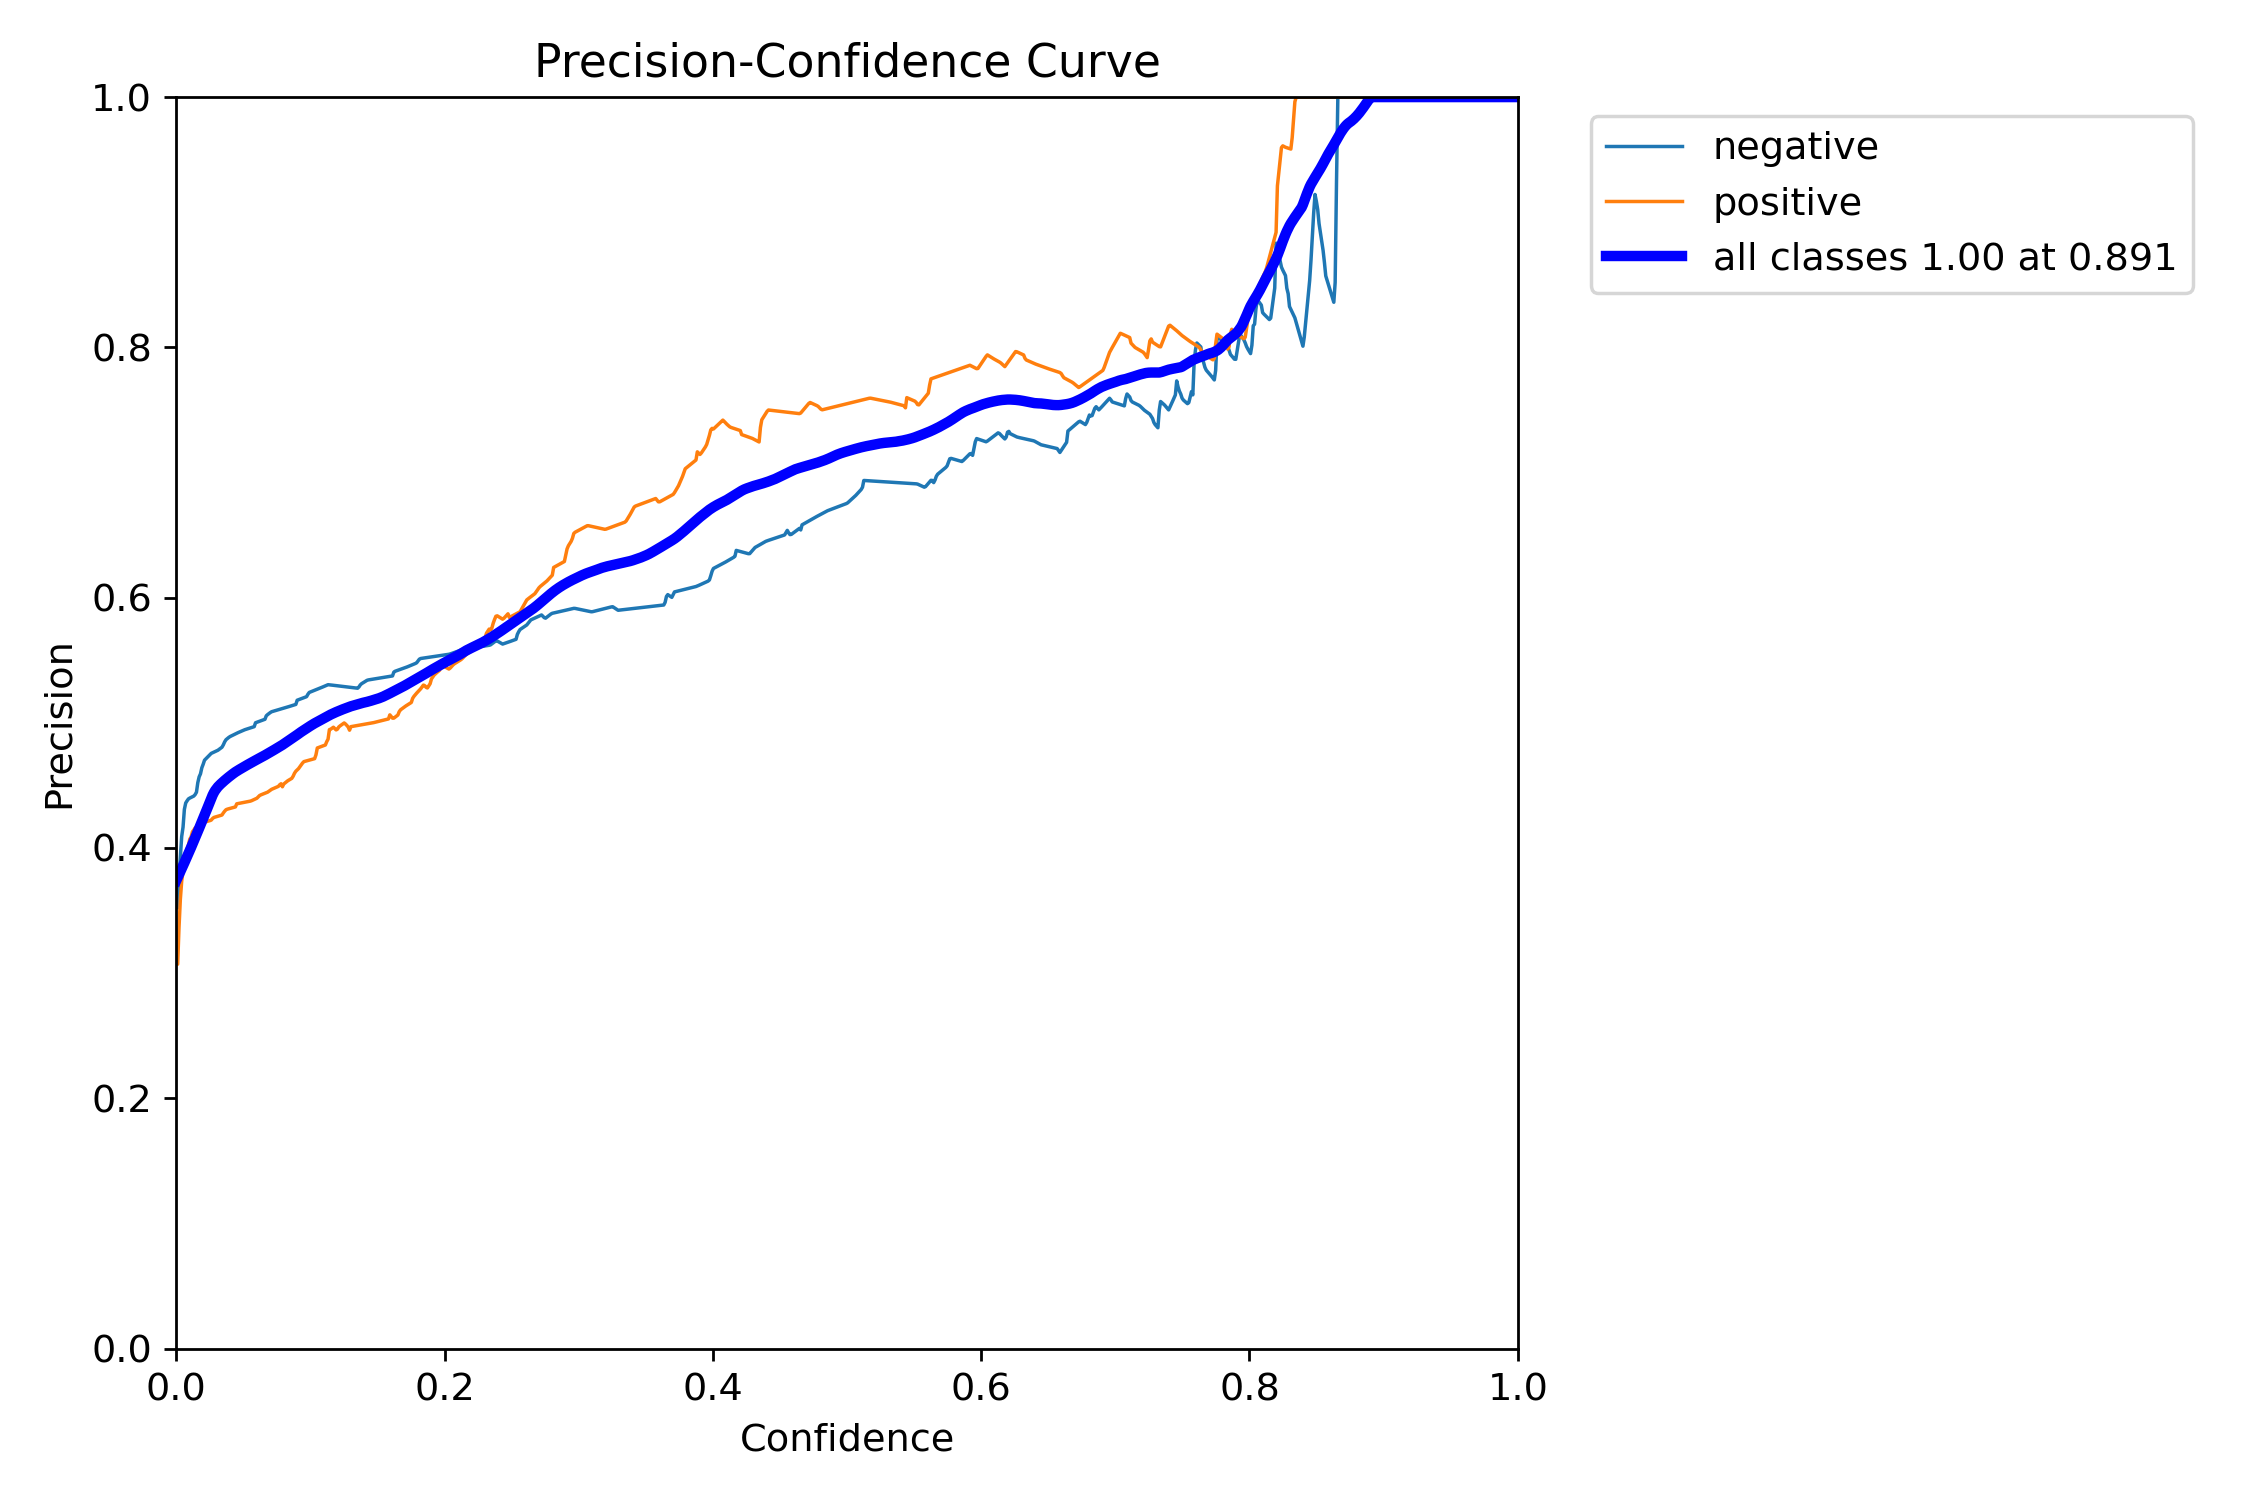 Precision-Confidence Curve
1.0
0.8
0.6
0.4
0.2
0.0
Precision
0.0 0.2 0.4 0.6 0.8 1.0
Confidence
negative
positive
all classes 1.00 at 0.891